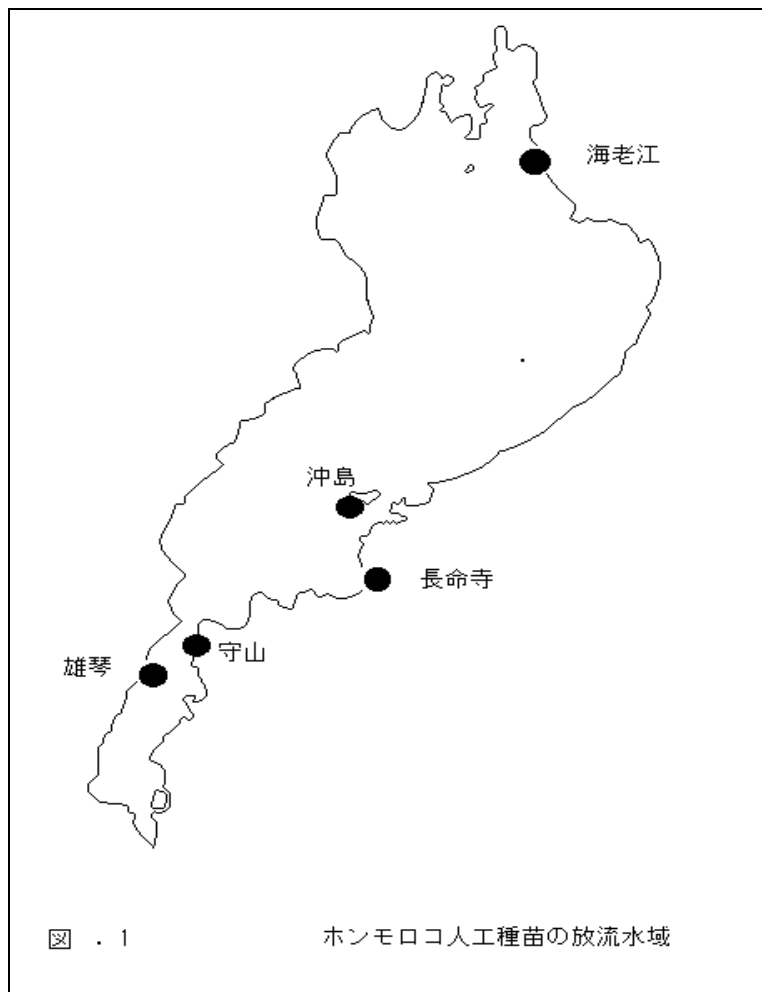 海老江
沖島
長命寺
守山
雄琴
図 . 1 ホンモロコ人工種苗の放流水域